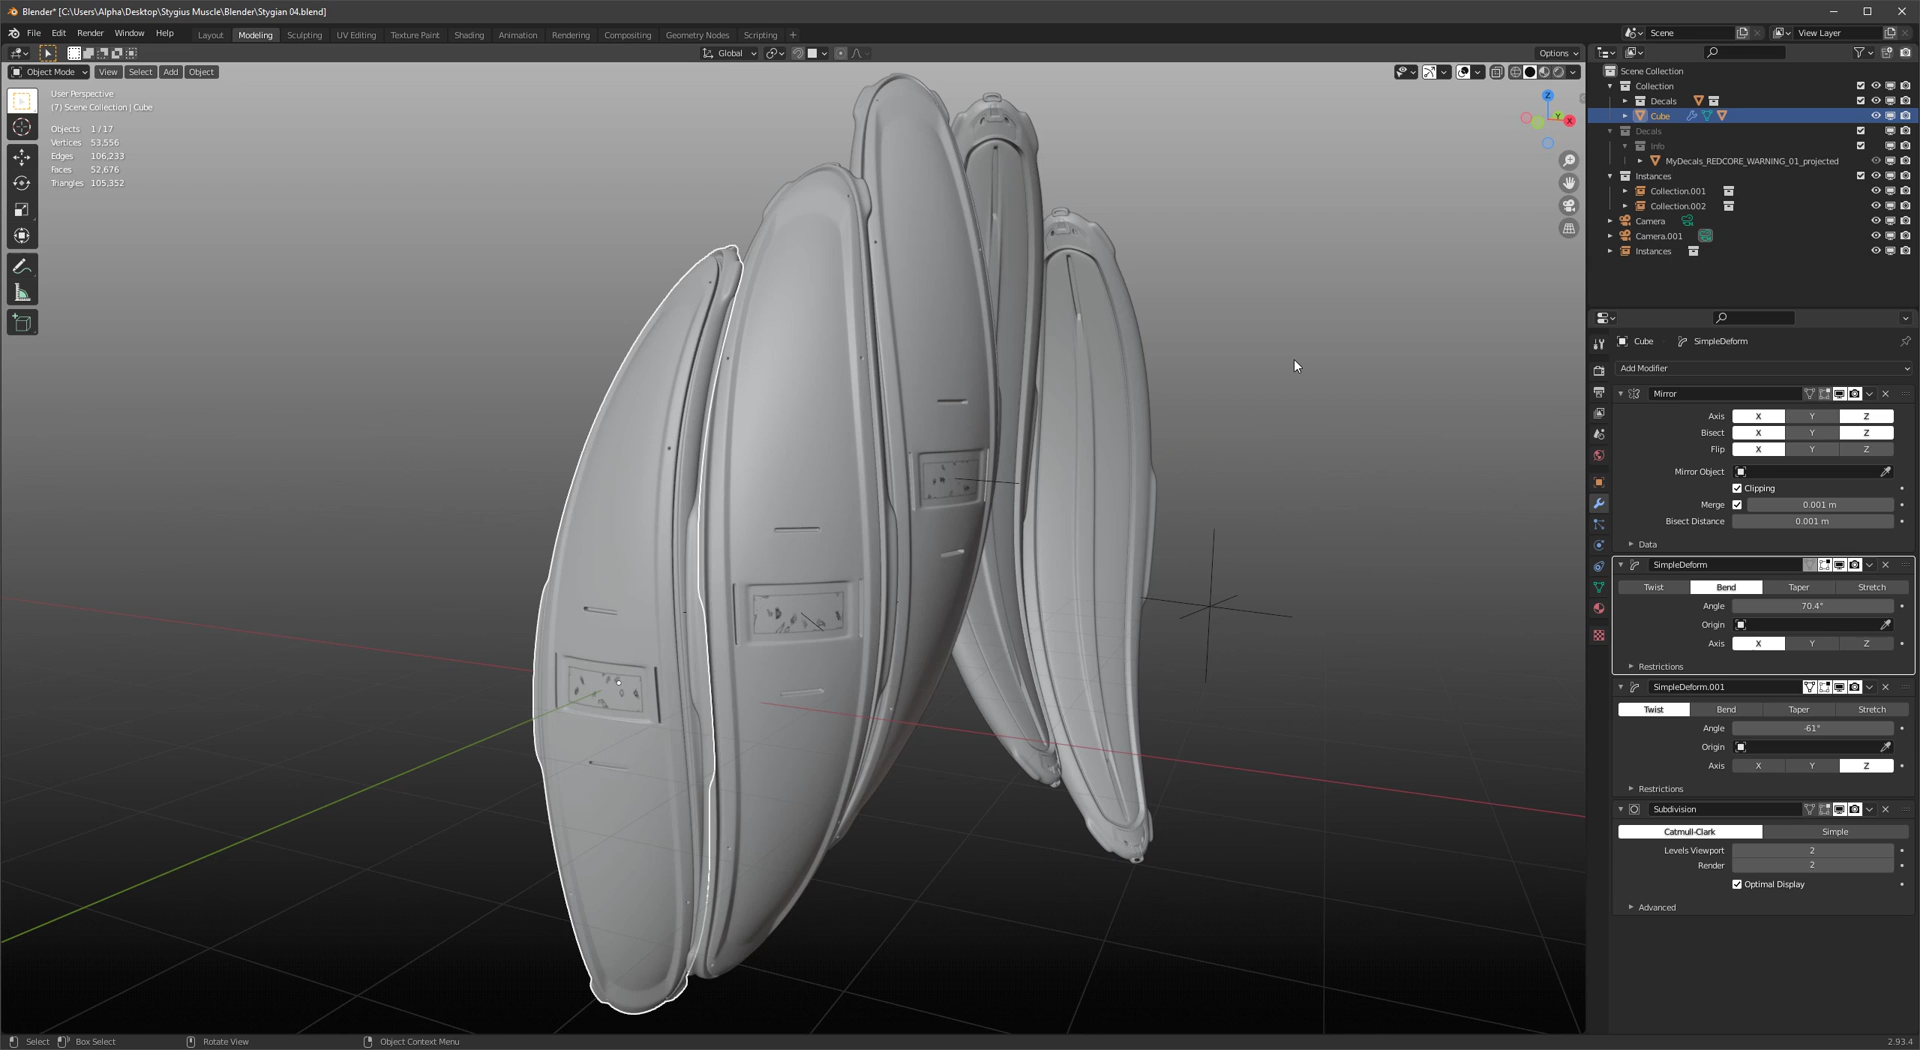 Blender* [C:\Users\Alpha\Desktop\Stygius Muscle\Blender\Stygian 04.blend]
File Edit Render Window Help
Layout Modeling Sculpting UV Editing Texture Paint Shading Animation Rendering Compositing Geometry Nodes Scripting +
Scene
View Layer
Global
Options
Object Mode View Select Add Object
User Perspective
(7) Scene Collection | Cube
Objects 1/17
Vertices 53,556
Edges 106,233
Faces 52,676
Triangles 105,352
Z
Y
X
Scene Collection
Collection
Decals
Cube
Decals
Info
MyDecals_REDCORE_WARNING_01_projected
Instances
Collection.001
Collection.002
Camera
Camera.001
Instances
Cube SimpleDeform
Add Modifier
Mirror
Axis X Y Z
Bisect X Y Z
Flip X Y Z
Mirror Object
Clipping
Merge 0.001 m
Bisect Distance 0.001 m
Data
SimpleDeform
Twist Bend Taper Stretch
Angle 70.4°
Origin
Axis X Y Z
Restrictions
SimpleDeform.001
Twist Bend Taper Stretch
Angle -61°
Origin
Axis X Y Z
Restrictions
Subdivision
Catmull-Clark Simple
Levels Viewport 2
Render 2
Optimal Display
Advanced
Select Box Select Rotate View Object Context Menu
2.93.4